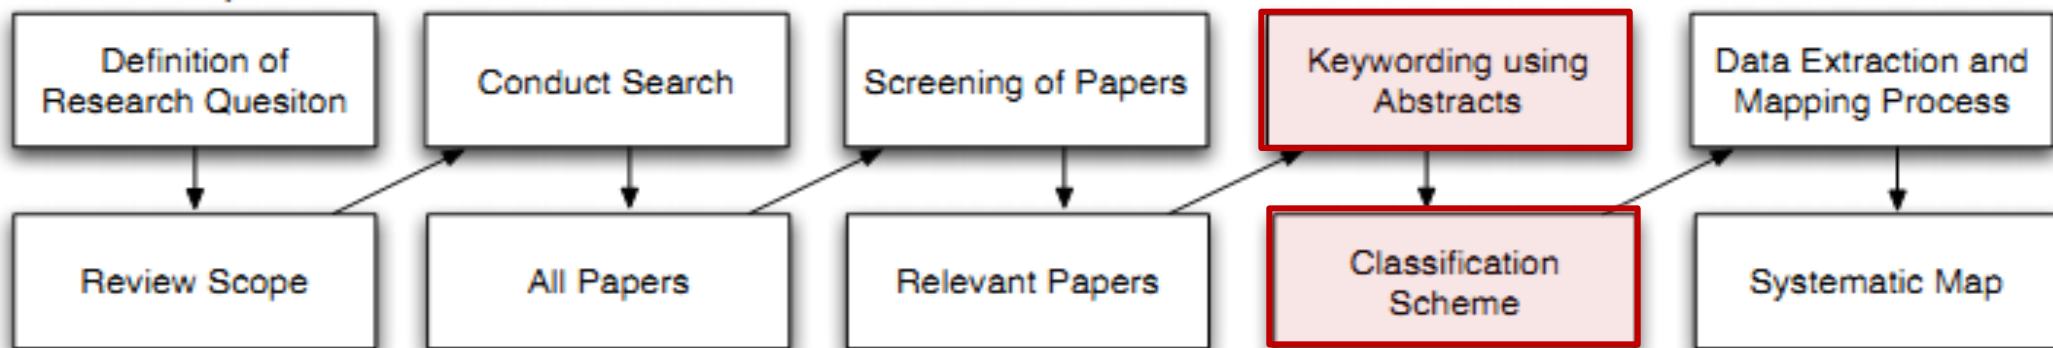 Definition of
Research Quesiton
Conduct Search
Screening of Papers
Keywording using
Abstracts
Data Extraction and
Mapping Process
Review Scope
All Papers
Relevant Papers
Classification
Scheme
Systematic Map